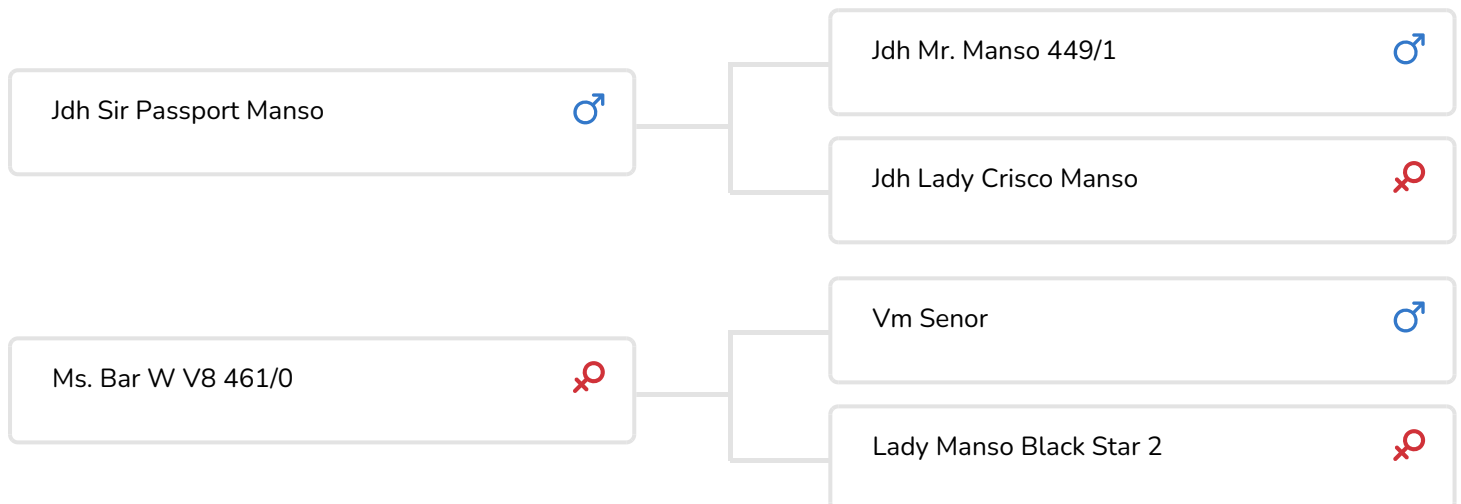 Jdh Mr. Manso 449/1
Jdh Sir Passport Manso
Jdh Lady Crisco Manso
Vm Senor
Ms. Bar W V8 461/0
Lady Manso Black Star 2